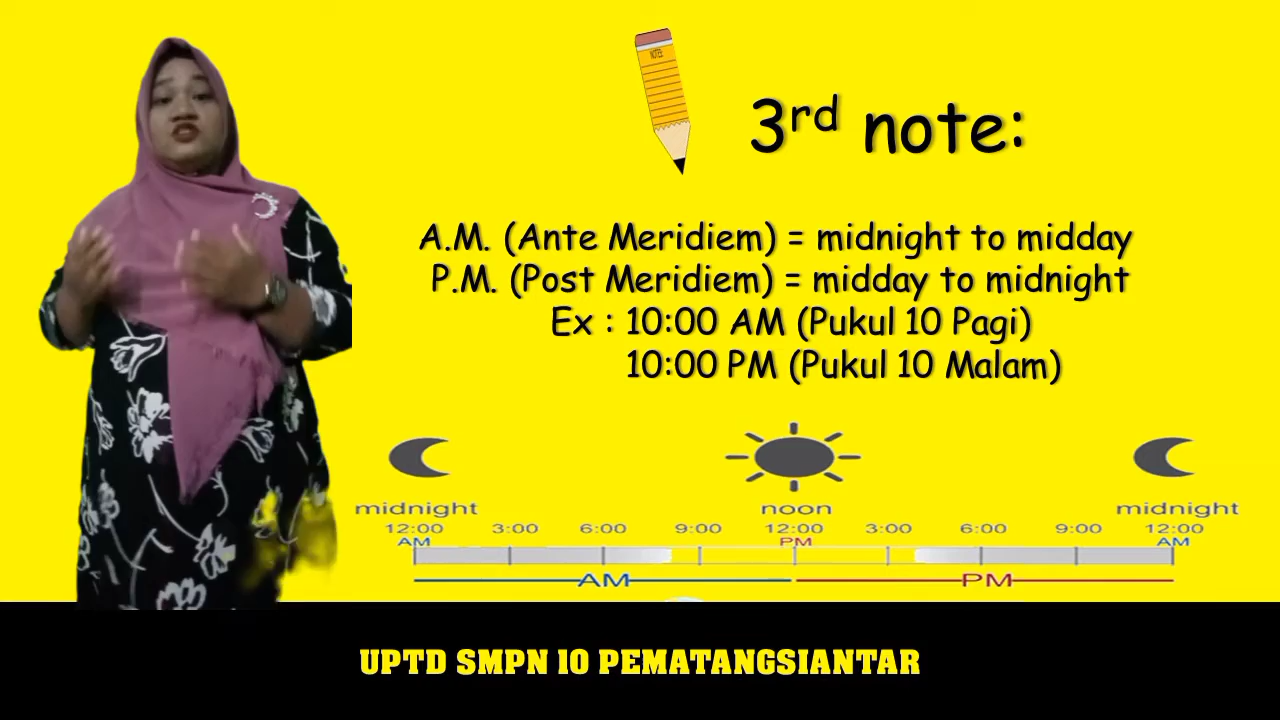 NOTE
3rd note:
A.M. (Ante Meridiem) = midnight to midday
P.M. (Post Meridiem) = midday to midnight
Ex : 10:00 AM (Pukul 10 Pagi)
10:00 PM (Pukul 10 Malam)
midnight noon midnight
12:00 3:00 6:00 9:00 12:00 3:00 6:00 9:00 12:00
AM PM AM
AM PM
UPTD SMPN 10 PEMATANGSIANTAR